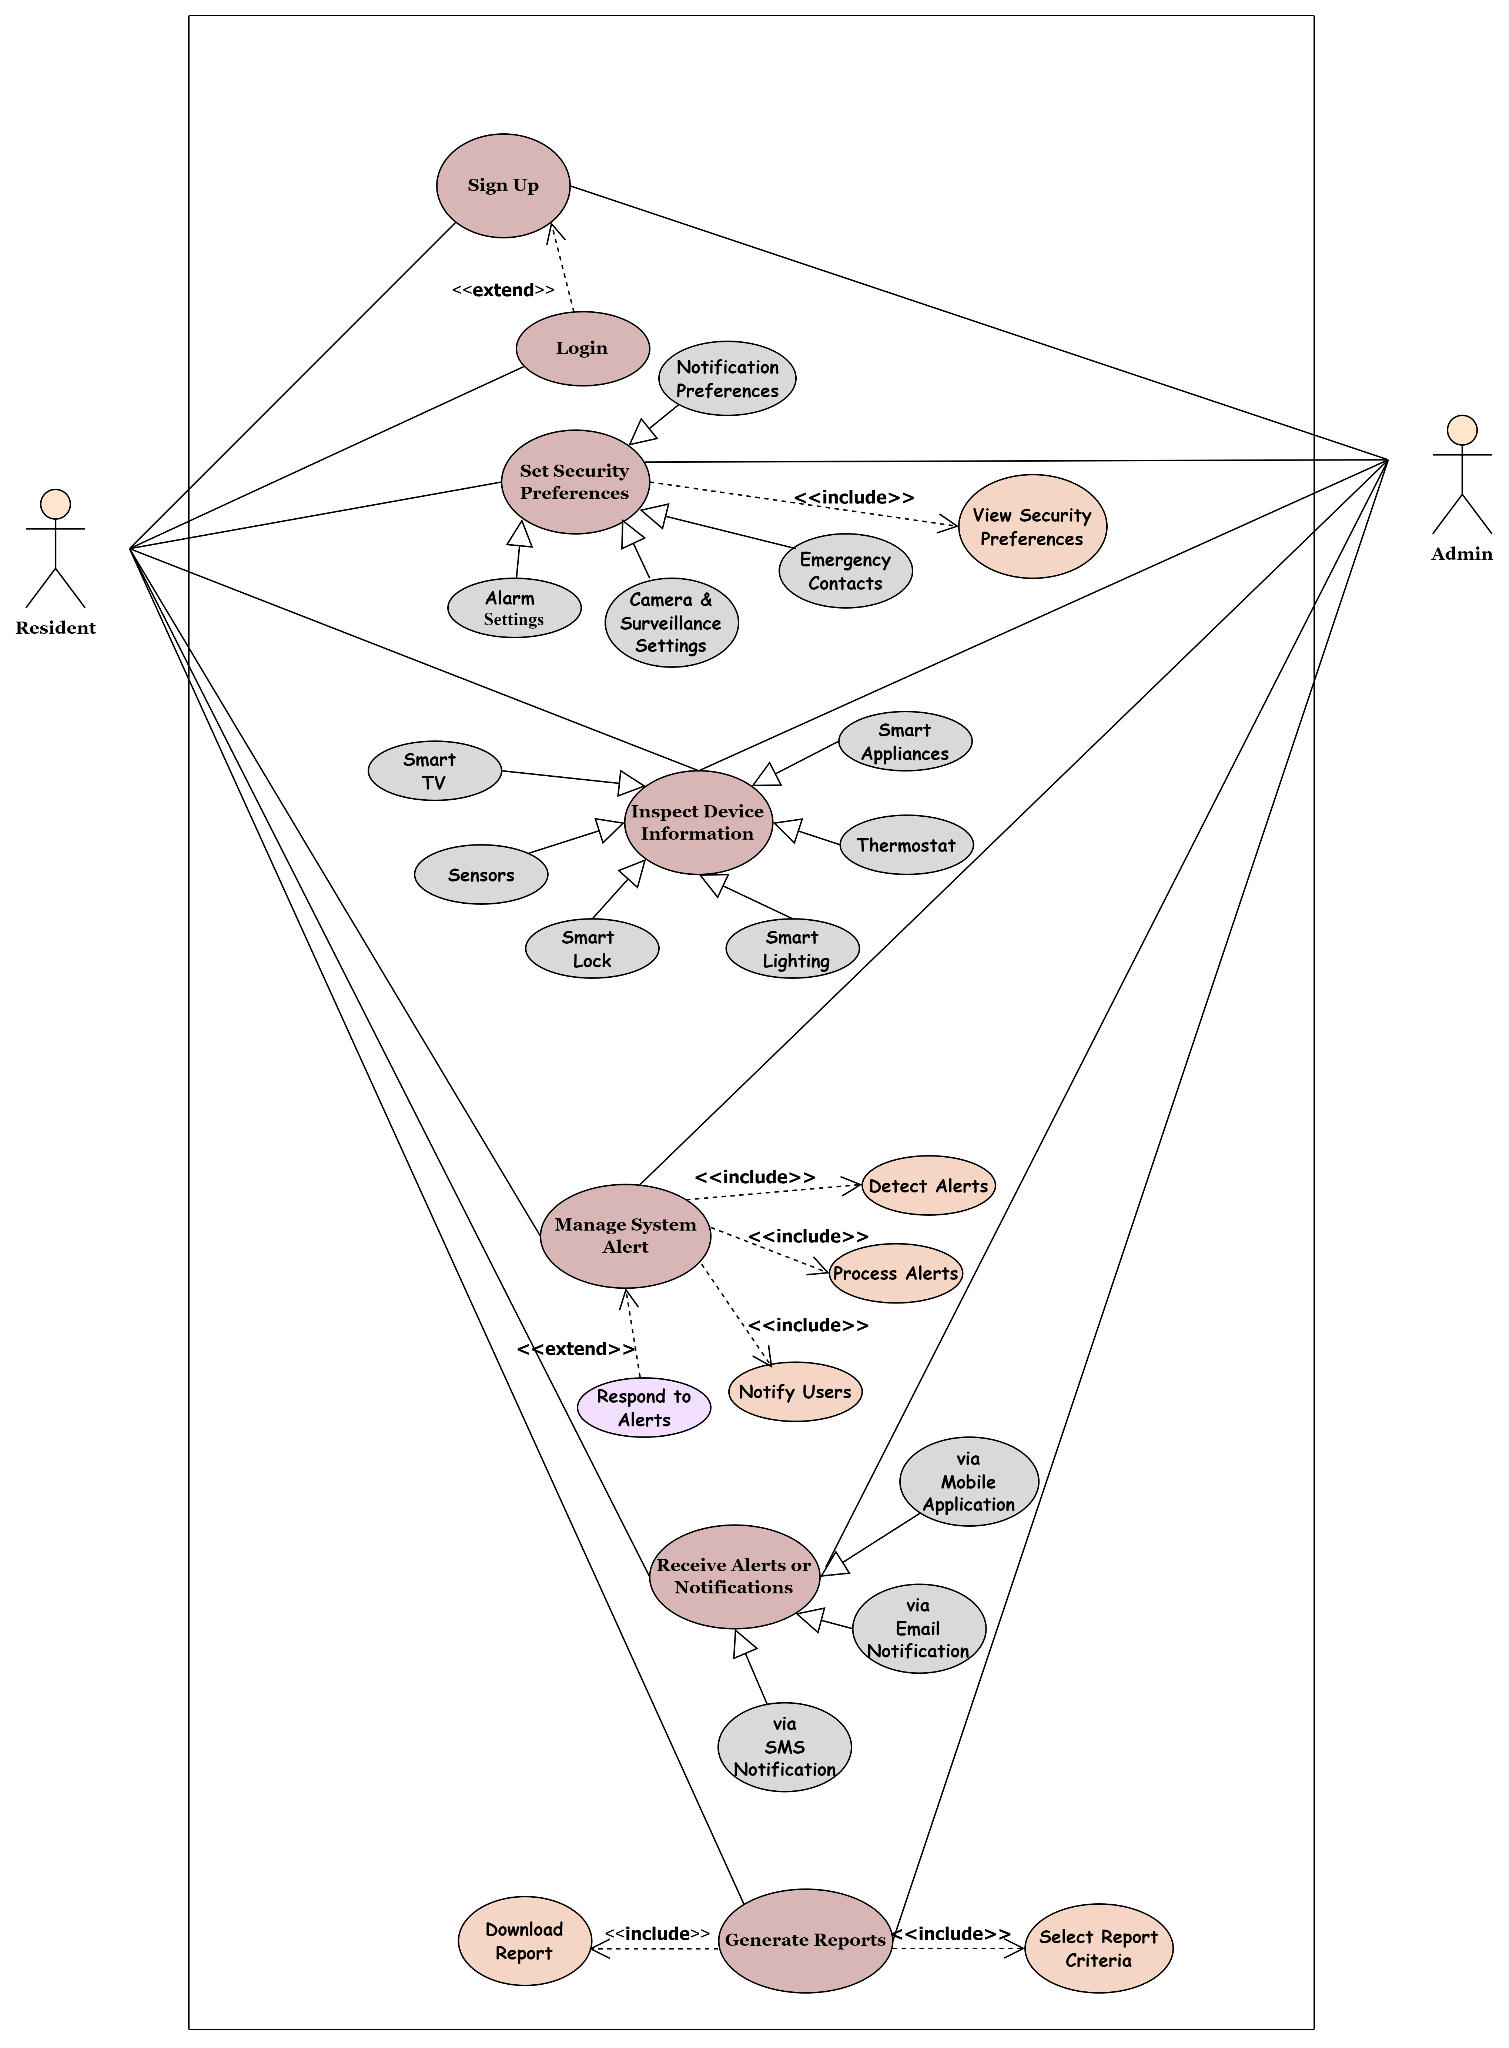 Sign Up
<<extend>>
Login
Notification
Preferences
Set Security
Preferences
<<include>>
View Security
Preferences
Admin
Emergency
Contacts
Resident
Alarm
Settings
Camera &
Surveillance
Settings
Smart
Appliances
Smart
TV
Inspect Device
Information
Thermostat
Sensors
Smart
Lock
Smart
Lighting
<<include>>
Detect Alerts
Manage System
Alert
<<include>>
Process Alerts
<<include>>
<<extend>>
Respond to
Alerts
Notify Users
via
Mobile
Application
Receive Alerts or
Notifications
via
Email
Notification
via
SMS
Notification
Download
Report
<<include>>
Generate Reports
<<include>>
Select Report
Criteria